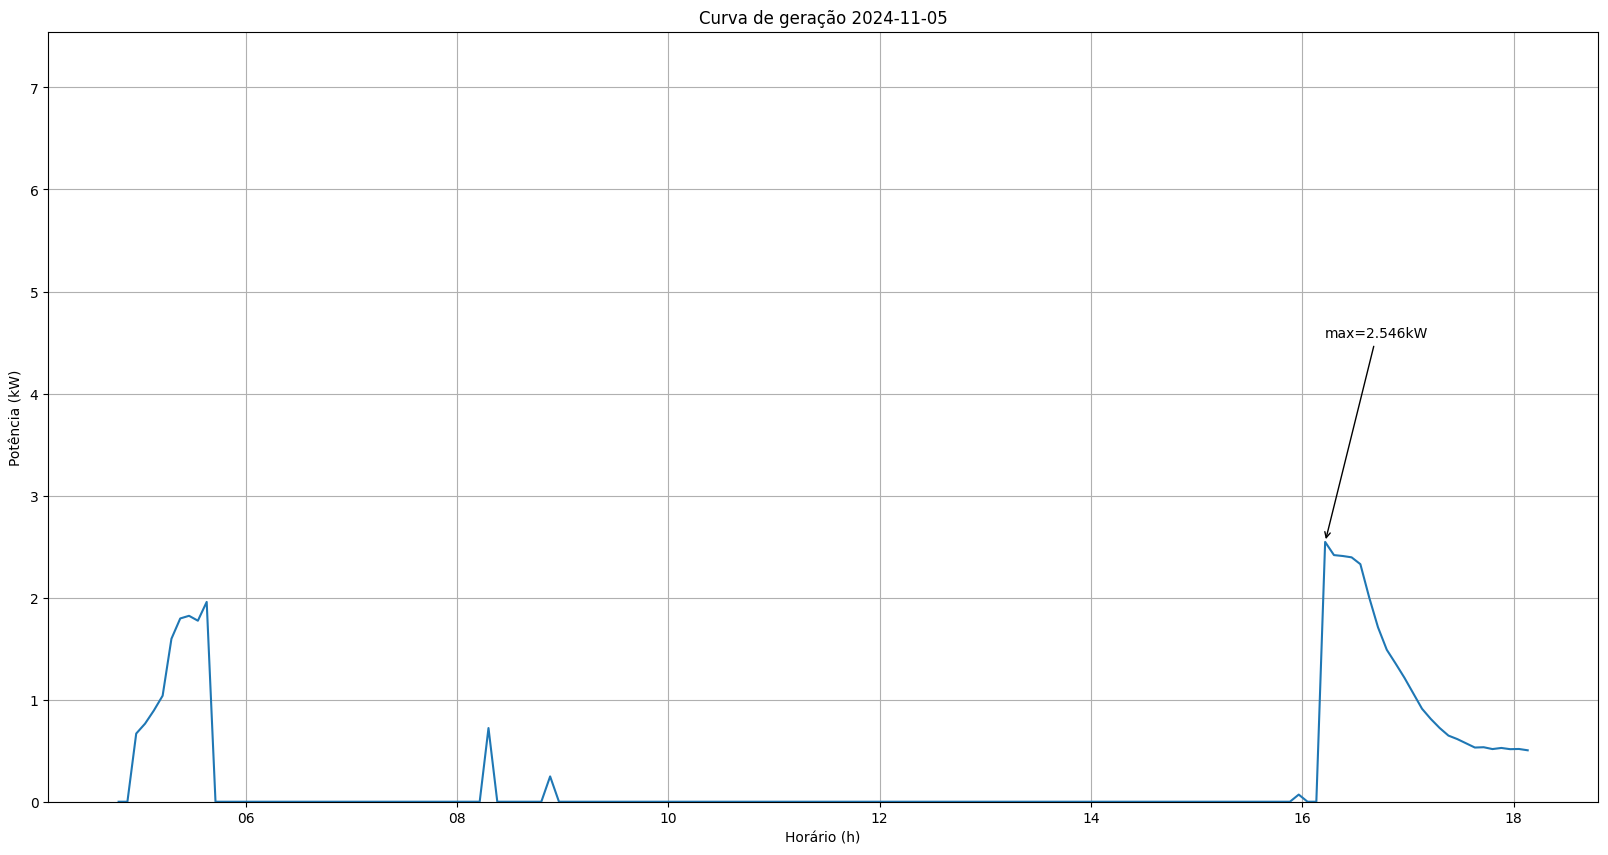 Curva de geração 2024-11-05
Potência (kW)
7
6
5
4
3
2
1
0
max=2.546kW
06 08 10 12 14 16 18
Horário (h)